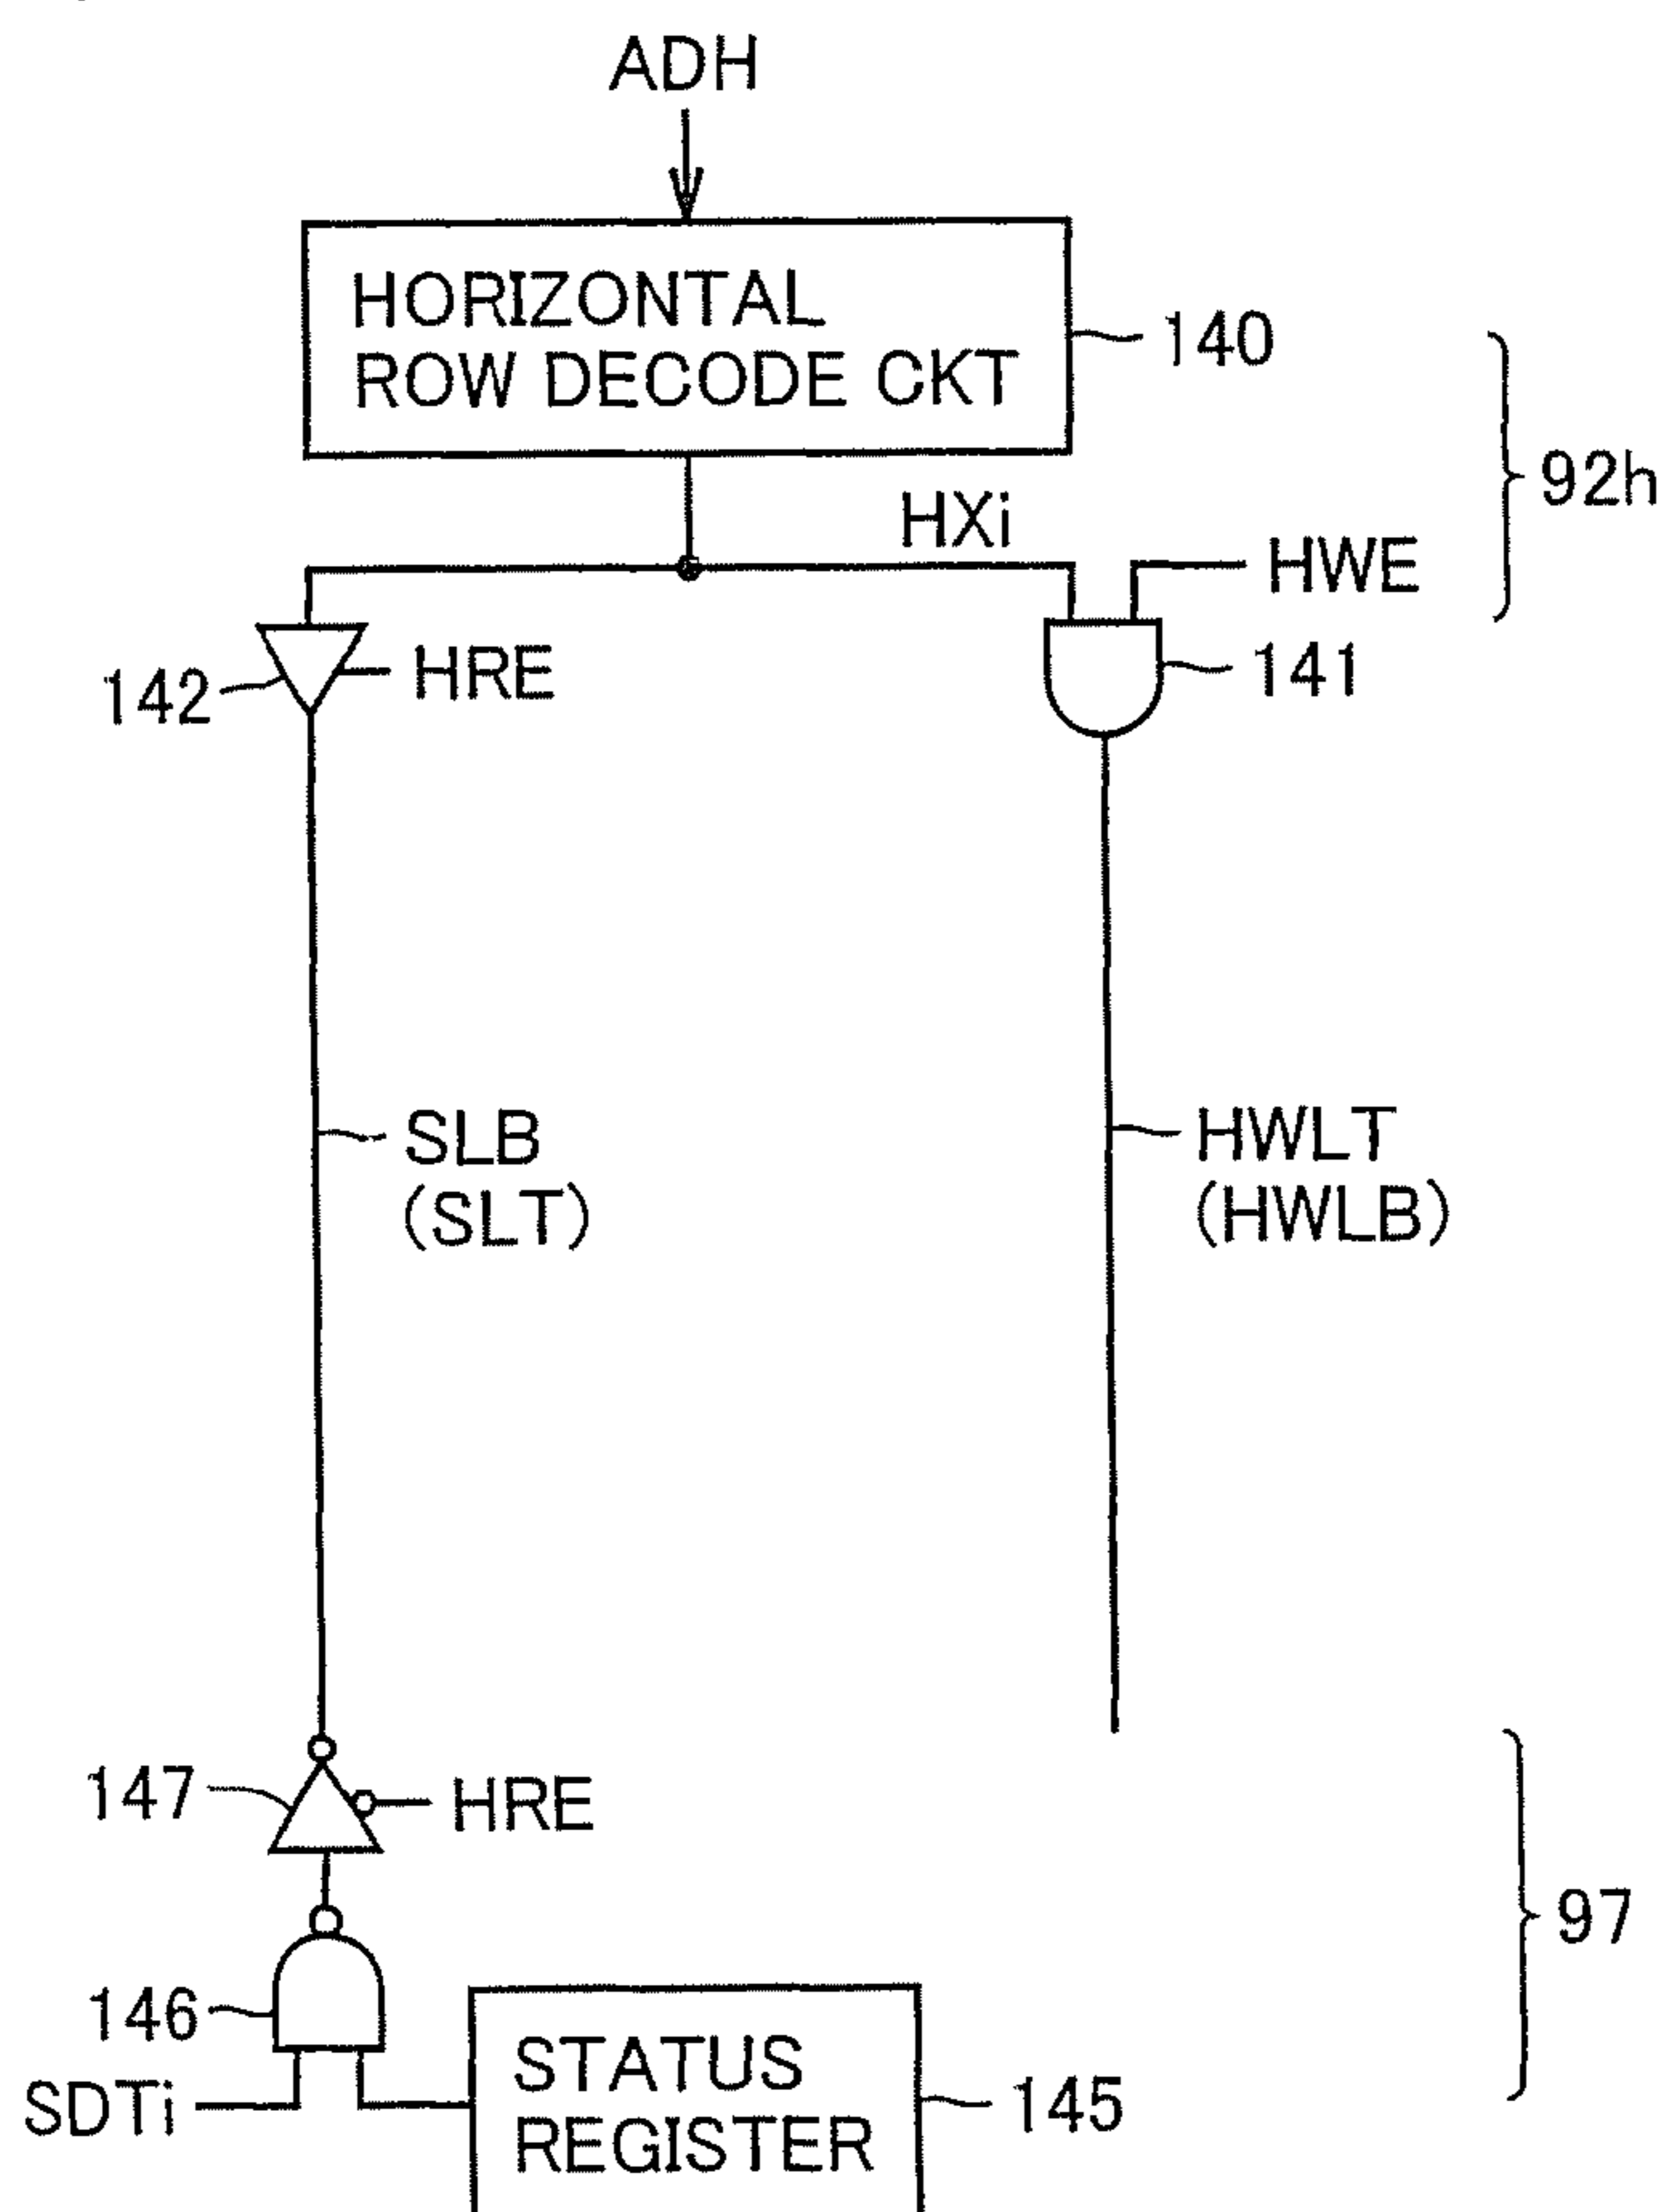 ADH
HORIZONTAL
ROW DECODE CKT
140
92h
HXi
HWE
142
HRE
141
SLB
(SLT)
HWLT
(HWLB)
147
HRE
97
146
STATUS
REGISTER
SDTi
145